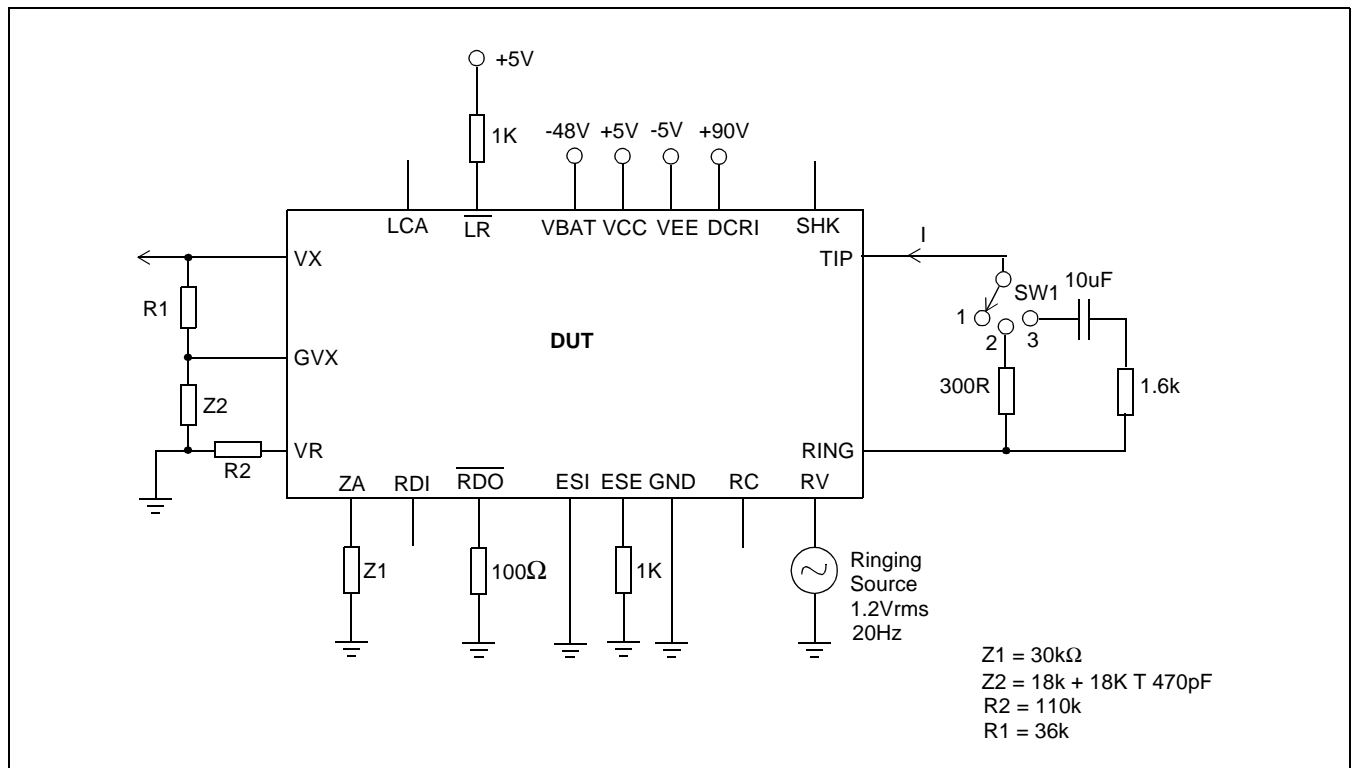 +5V
1K
-48V +5V -5V +90V
LCA LR VBAT VCC VEE DCRI SHK
VX TIP I
SW1 10uF
R1 1
DUT
GVX 2 3
Z2 300R 1.6k
VR RING
R2
ZA RDI RDO ESI ESE GND RC RV
Z1 100Ω 1K
Ringing
Source
1.2Vrms
20Hz
Z1 = 30kΩ
Z2 = 18k + 18K T 470pF
R2 = 110k
R1 = 36k